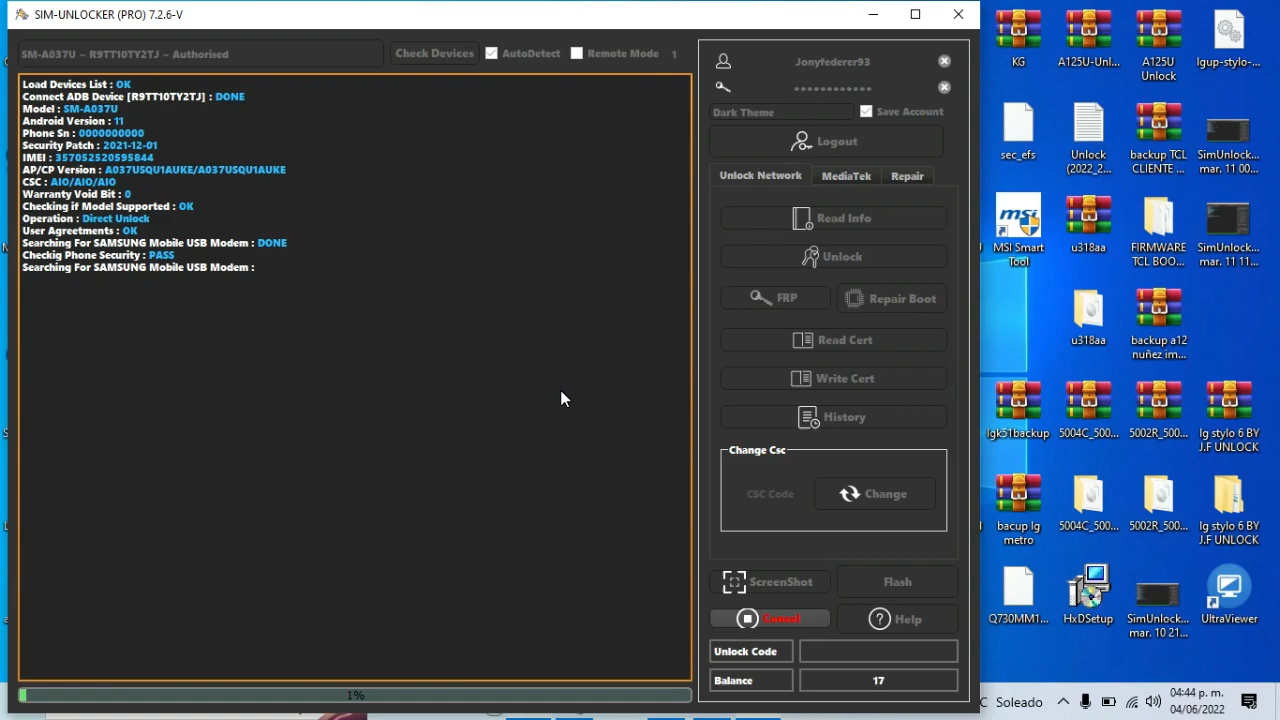 SIM-UNLOCKER (PRO) 7.2.6-V
SM-A037U - R9TT10TY2TJ - Authorised
Check Devices
AutoDetect
Remote Mode
1
Load Devices List : OK
Connect ADB Device [R9TT10TY2TJ] : DONE
Model : SM-A037U
Android Version : 11
Phone Sn : 0000000000
Security Patch : 2021-12-01
IMEI : 357052520595844
AP/CP Version : A037USQU1AUKE/A037USQU1AUKE
CSC : AIO/AIO/AIO
Warranty Void Bit : 0
Checking if Model Supported : OK
Operation : Direct Unlock
User Agreements : OK
Searching For SAMSUNG Mobile USB Modem : DONE
Checkig Phone Security : PASS
Searching For SAMSUNG Mobile USB Modem :
1%
Jonyfederer93
Dark Theme
Save Account
Logout
Unlock Network
MediaTek
Repair
Read Info
Unlock
FRP
Repair Boot
Read Cert
Write Cert
History
Change Csc
CSC Code
Change
ScreenShot
Flash
Cancel
Help
Unlock Code
Balance
17
KG
A125U-Unl...
A125U
Unlock
lgup-stylo-...
sec_efs
Unlock
(2022_2...
backup TCL
CLIENTE ...
SimUnlock...
mar. 11 00...
MSI Smart
Tool
u318aa
FIRMWARE
TCL BOO...
SimUnlock...
mar. 11 11...
u318aa
backup a12
nuñez im...
lgk51backup
5004C_500...
5002R_500...
lg stylo 6 BY
J.F UNLOCK
bacup lg
metro
5004C_500...
5002R_500...
lg stylo 6 BY
J.F UNLOCK
Q730MM1...
HxDSetup
SimUnlock...
mar. 10 21...
UltraViewer
C Soleado
04:44 p. m.
04/06/2022